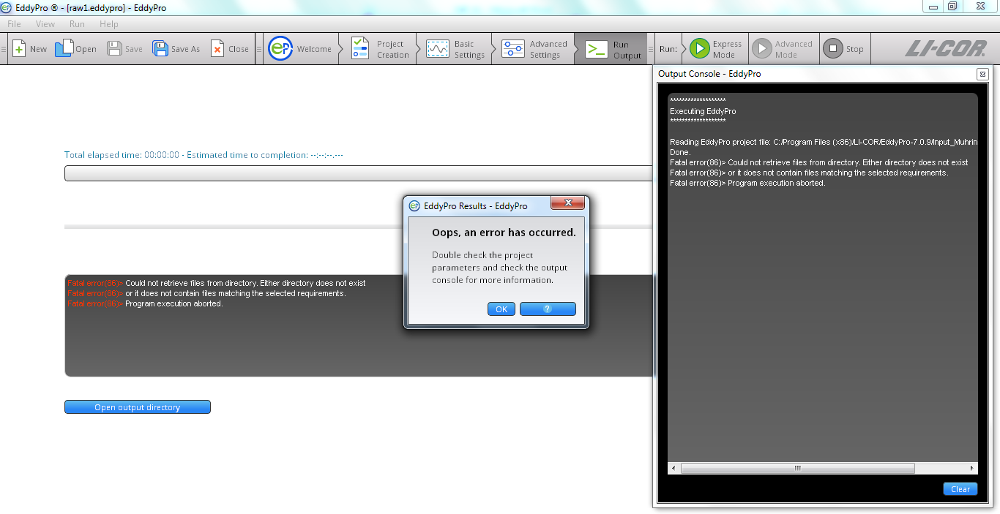 EddyPro ® - [raw1.eddypro] - EddyPro
File View Run Help
New Open Save Save As Close Welcome Project Creation Basic Settings Advanced Settings Run Output Run: Express Mode Advanced Mode Stop LI-COR
Total elapsed time: 00:00:00 - Estimated time to completion: --:--:--.---
Fatal error(86)> Could not retrieve files from directory. Either directory does not exist
Fatal error(86)> or it does not contain files matching the selected requirements.
Fatal error(86)> Program execution aborted.
Open output directory
EddyPro Results - EddyPro
Oops, an error has occurred.
Double check the project
parameters and check the output
console for more information.
OK ?
Output Console - EddyPro
*******************
Executing EddyPro
*******************
Reading EddyPro project file: C:/Program Files (x86)/LI-COR/EddyPro-7.0.9/Input_Muhrin
Done.
Fatal error(86)> Could not retrieve files from directory. Either directory does not exist
Fatal error(86)> or it does not contain files matching the selected requirements.
Fatal error(86)> Program execution aborted.
Clear